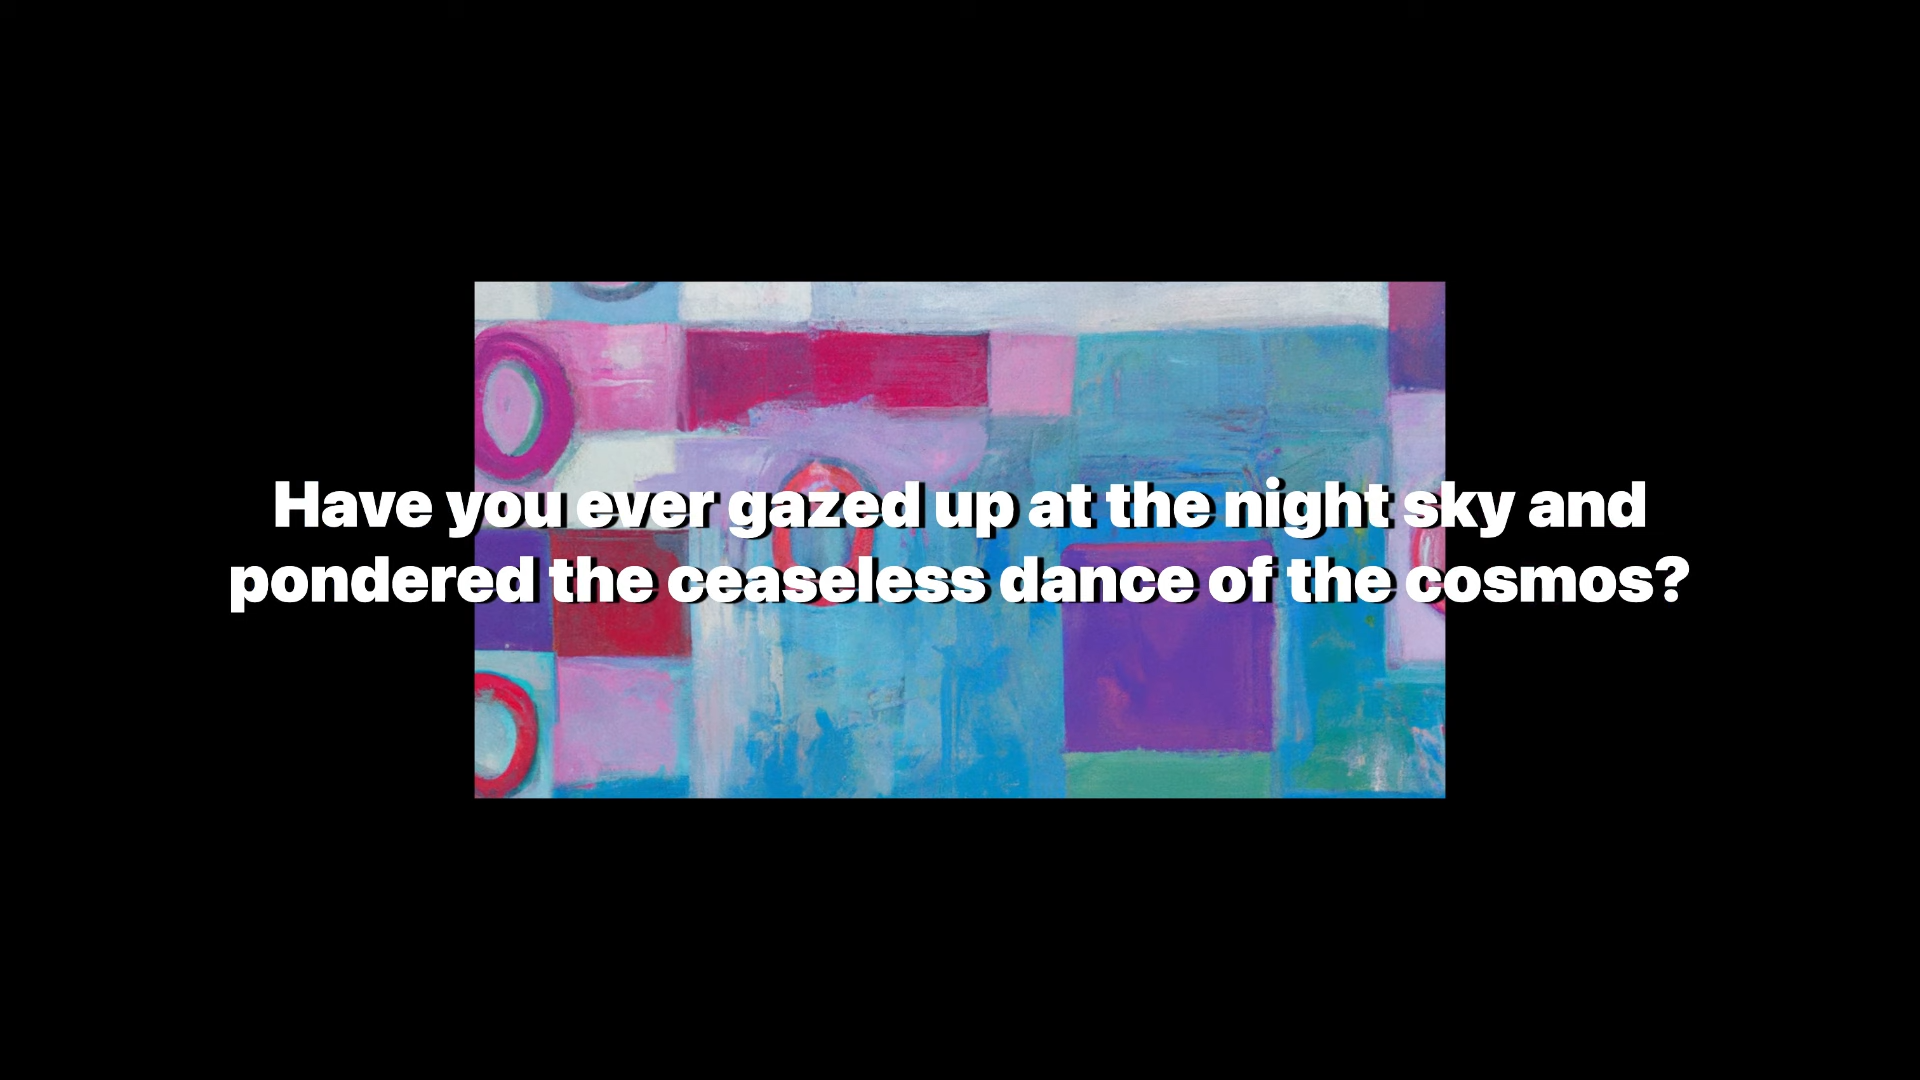 Have you ever gazed up at the night sky and
pondered the ceaseless dance of the cosmos?